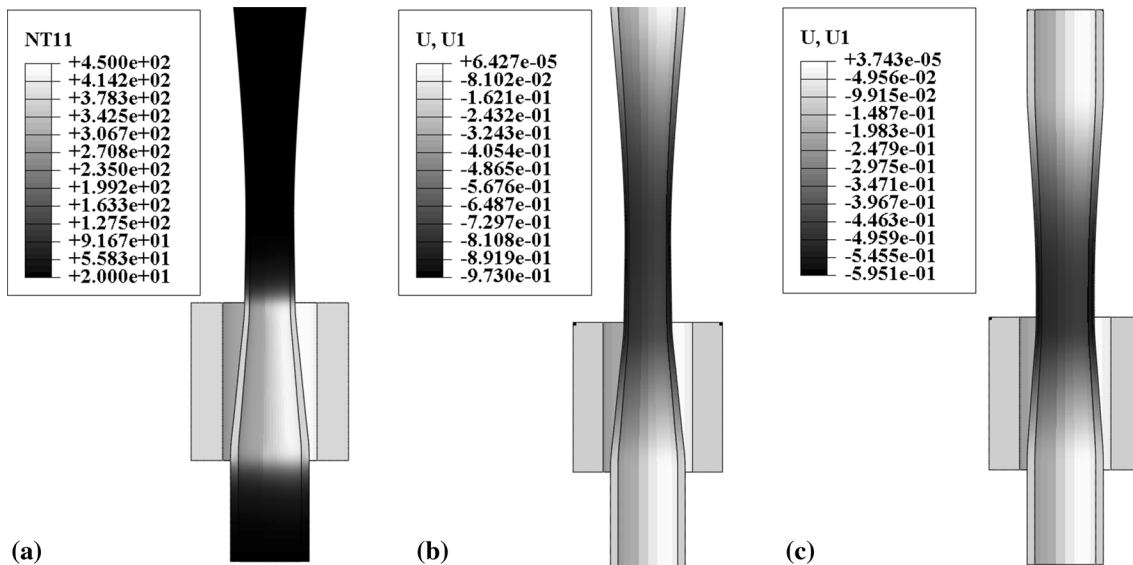 NT11
+4.500e+02
+4.142e+02
+3.783e+02
+3.425e+02
+3.067e+02
+2.708e+02
+2.350e+02
+1.992e+02
+1.633e+02
+1.275e+02
+9.167e+01
+5.583e+01
+2.000e+01
(a)
U, U1
+6.427e-05
-8.102e-02
-1.621e-01
-2.432e-01
-3.243e-01
-4.054e-01
-4.865e-01
-5.676e-01
-6.487e-01
-7.297e-01
-8.108e-01
-8.919e-01
-9.730e-01
(b)
U, U1
+3.743e-05
-4.956e-02
-9.915e-02
-1.487e-01
-1.983e-01
-2.479e-01
-2.975e-01
-3.471e-01
-3.967e-01
-4.463e-01
-4.959e-01
-5.455e-01
-5.951e-01
(c)